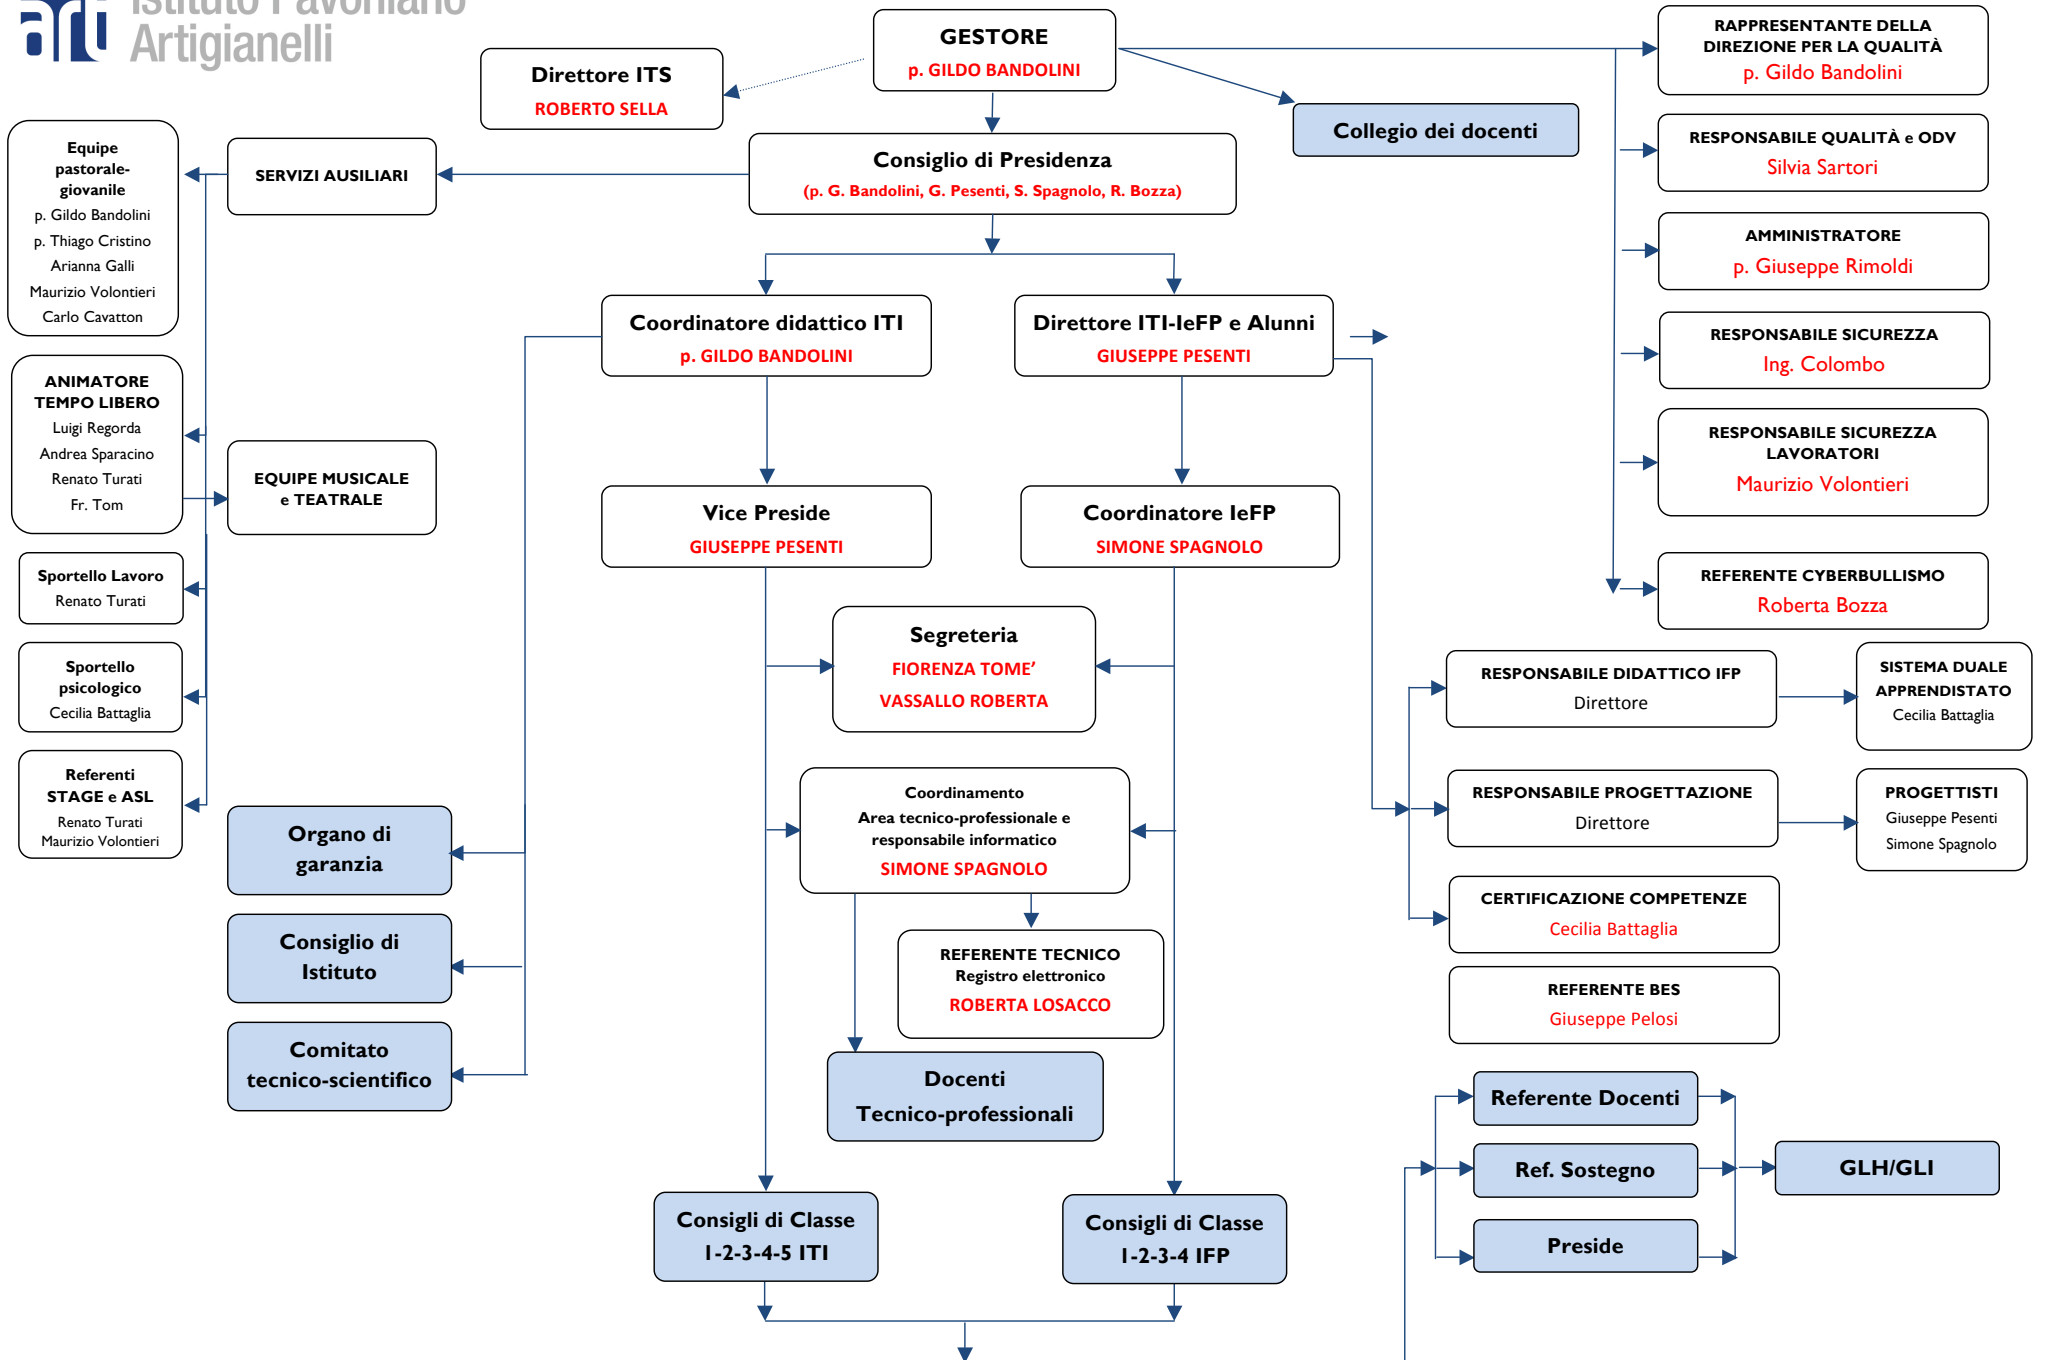 Istituto Pavoniano
Artigianelli
GESTORE
p. GILDO BANDOLINI
Direttore ITS
ROBERTO SELLA
Collegio dei docenti
RAPPRESENTANTE DELLA
DIREZIONE PER LA QUALITÀ
p. Gildo Bandolini
Equipe
pastorale-
giovanile
p. Gildo Bandolini
p. Thiago Cristino
Arianna Galli
Maurizio Volontieri
Carlo Cavatton
SERVIZI AUSILIARI
Consiglio di Presidenza
(p. G. Bandolini, G. Pesenti, S. Spagnolo, R. Bozza)
RESPONSABILE QUALITÀ e ODV
Silvia Sartori
AMMINISTRATORE
p. Giuseppe Rimoldi
Coordinatore didattico ITI
p. GILDO BANDOLINI
Direttore ITI-IeFP e Alunni
GIUSEPPE PESENTI
RESPONSABILE SICUREZZA
Ing. Colombo
ANIMATORE
TEMPO LIBERO
Luigi Regorda
Andrea Sparacino
Renato Turati
Fr. Tom
EQUIPE MUSICALE
e TEATRALE
RESPONSABILE SICUREZZA
LAVORATORI
Maurizio Volontieri
Vice Preside
GIUSEPPE PESENTI
Coordinatore IeFP
SIMONE SPAGNOLO
Sportello Lavoro
Renato Turati
REFERENTE CYBERBULLISMO
Roberta Bozza
Segreteria
FIORENZA TOME’
VASSALLO ROBERTA
Sportello
psicologico
Cecilia Battaglia
RESPONSABILE DIDATTICO IFP
Direttore
SISTEMA DUALE
APPRENDISTATO
Cecilia Battaglia
Referenti
STAGE e ASL
Renato Turati
Maurizio Volontieri
Coordinamento
Area tecnico-professionale e
responsabile informatico
SIMONE SPAGNOLO
RESPONSABILE PROGETTAZIONE
Direttore
PROGETTISTI
Giuseppe Pesenti
Simone Spagnolo
Organo di
garanzia
CERTIFICAZIONE COMPETENZE
Cecilia Battaglia
Consiglio di
Istituto
REFERENTE TECNICO
Registro elettronico
ROBERTA LOSACCO
REFERENTE BES
Giuseppe Pelosi
Comitato
tecnico-scientifico
Docenti
Tecnico-professionali
Referente Docenti
Ref. Sostegno
Preside
GLH/GLI
Consigli di Classe
1-2-3-4-5 ITI
Consigli di Classe
1-2-3-4 IFP